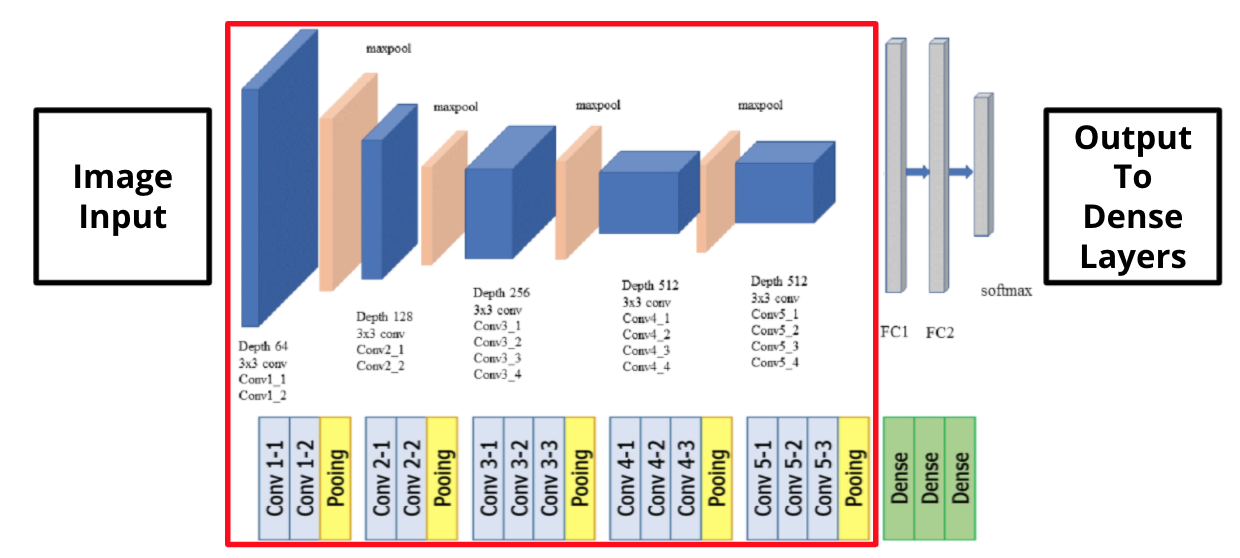 Image
Input
maxpool
maxpool
maxpool
maxpool
Depth 64
3x3 conv
Conv1_1
Conv1_2
Depth 128
3x3 conv
Conv2_1
Conv2_2
Depth 256
3x3 conv
Conv3_1
Conv3_2
Conv3_3
Conv3_4
Depth 512
3x3 conv
Conv4_1
Conv4_2
Conv4_3
Conv4_4
Depth 512
3x3 conv
Conv5_1
Conv5_2
Conv5_3
Conv5_4
FC1
FC2
softmax
Output
To
Dense
Layers
Conv 1-1
Conv 1-2
Pooing
Conv 2-1
Conv 2-2
Pooing
Conv 3-1
Conv 3-2
Conv 3-3
Pooing
Conv 4-1
Conv 4-2
Conv 4-3
Pooing
Conv 5-1
Conv 5-2
Conv 5-3
Pooing
Dense
Dense
Dense